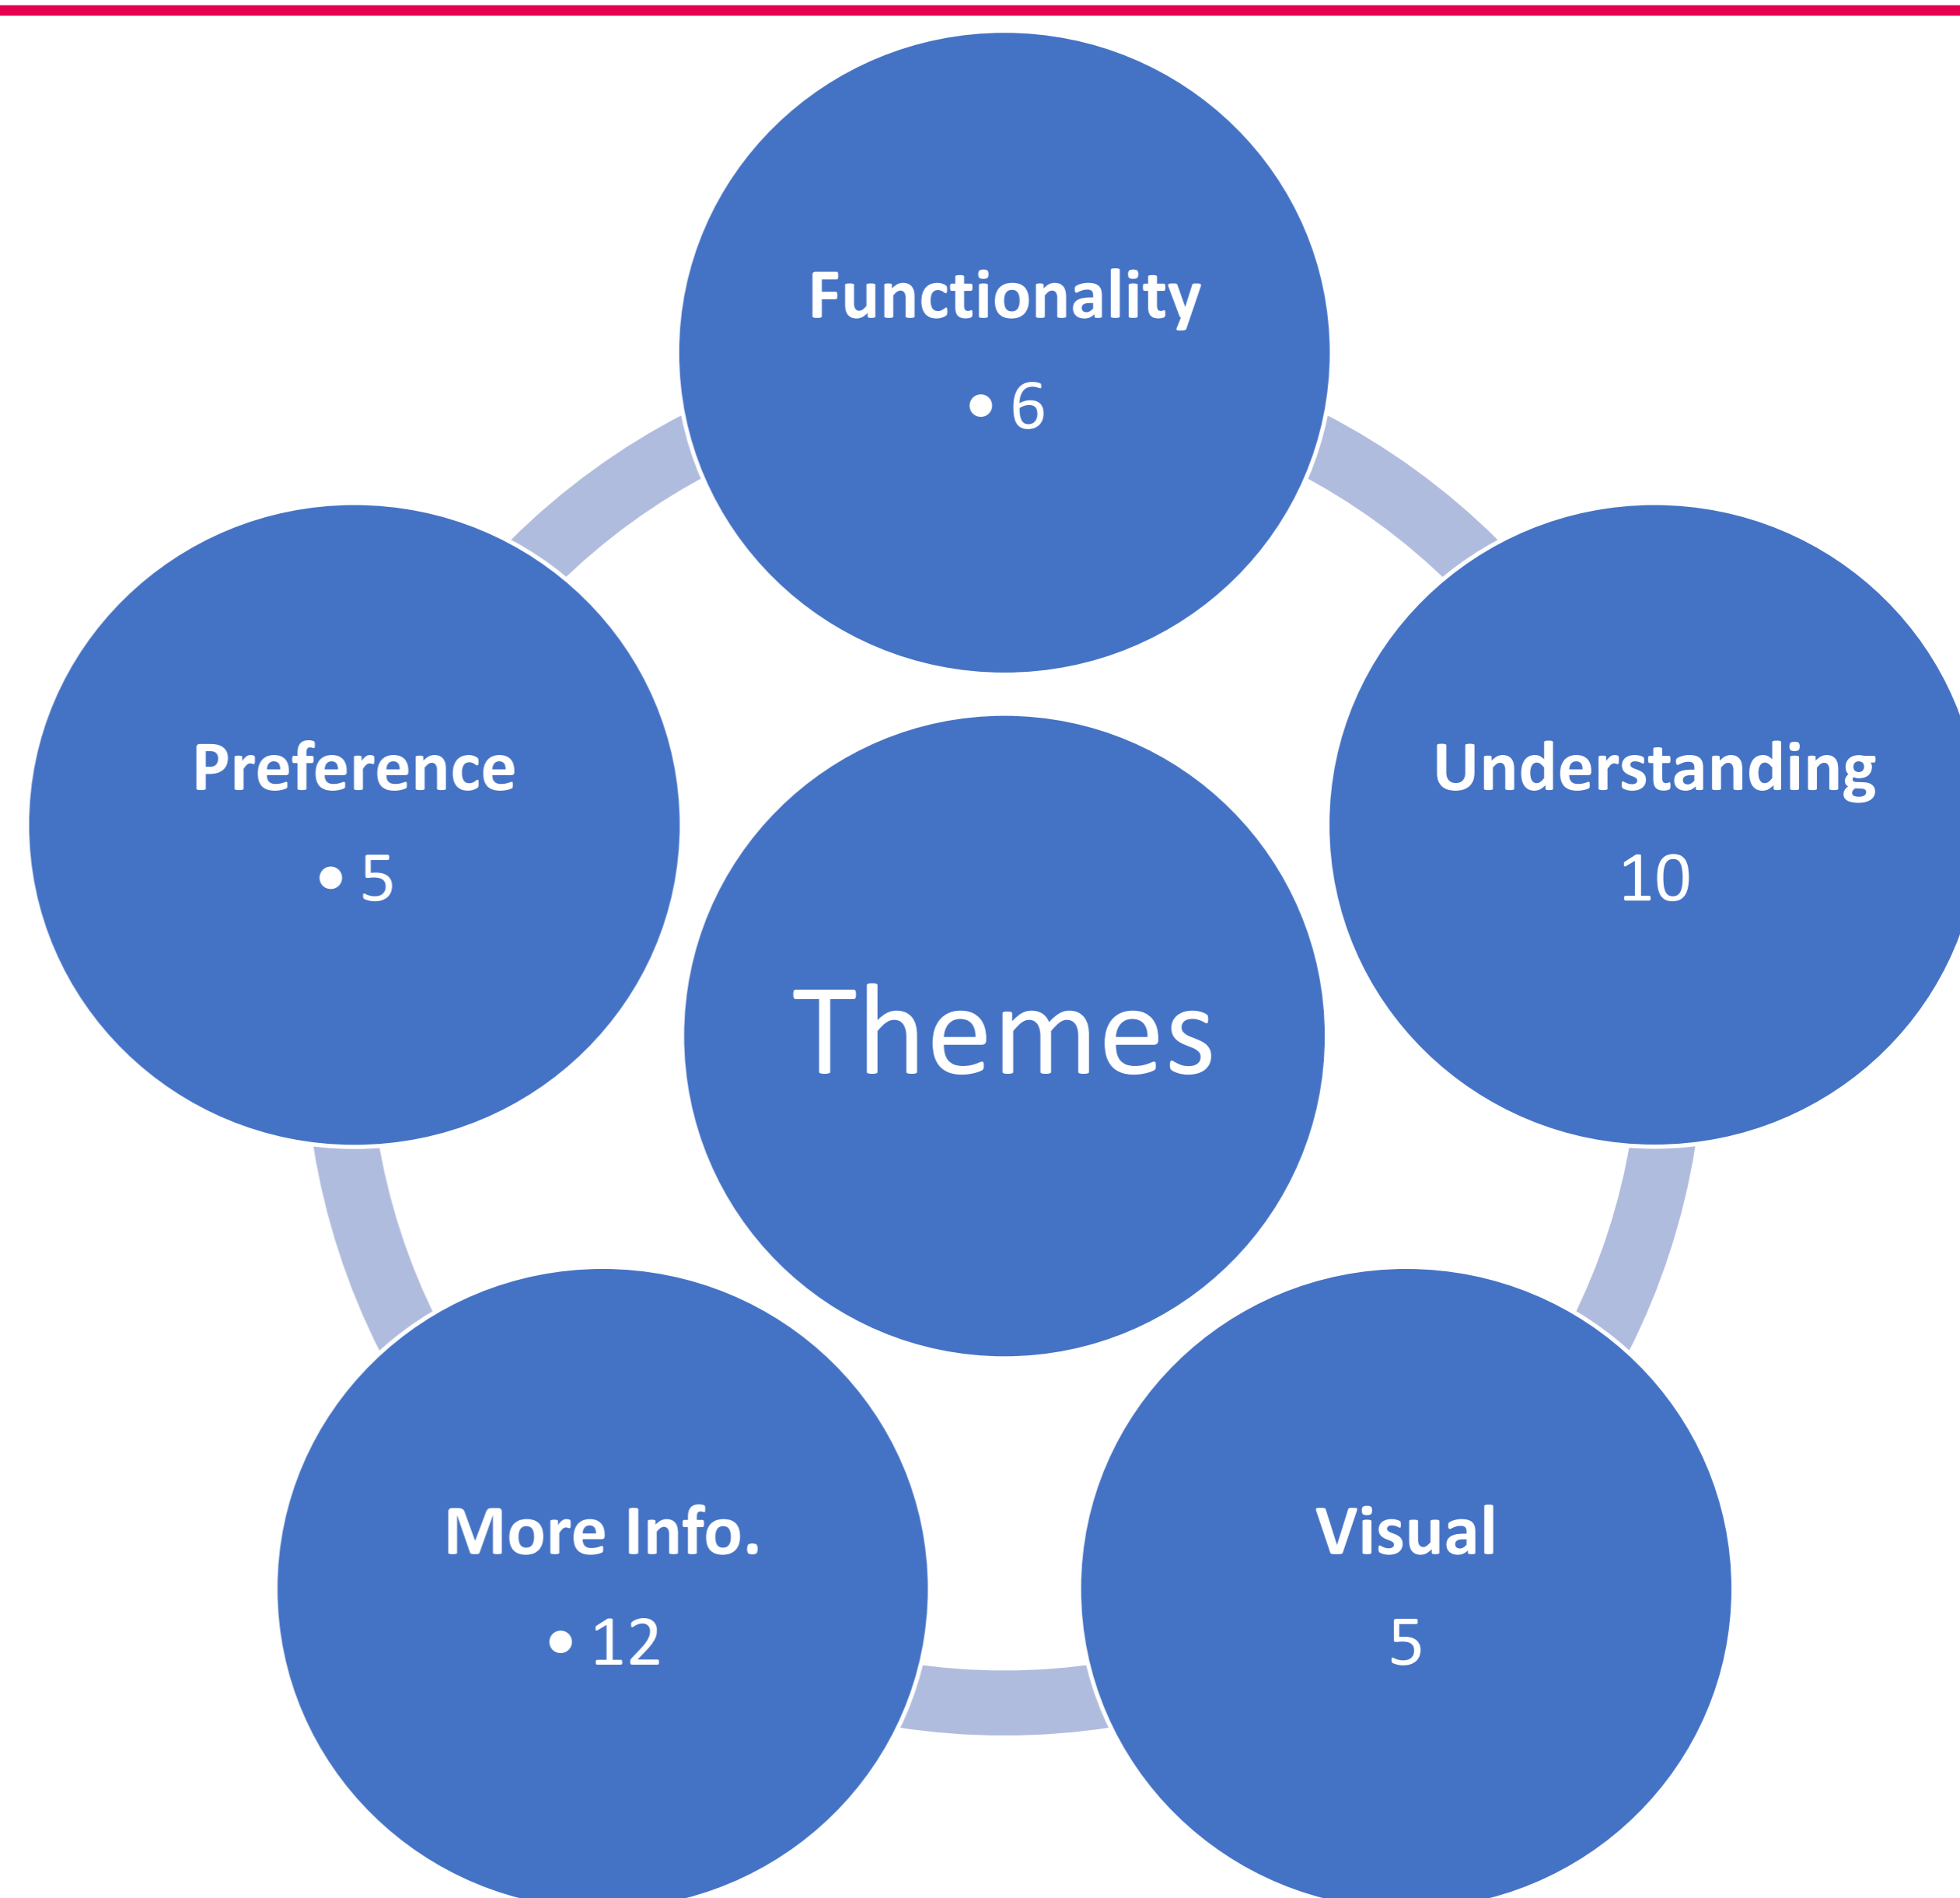 Functionality
• 6
Understanding
10
Visual
5
More Info.
• 12
Preference
• 5
Themes